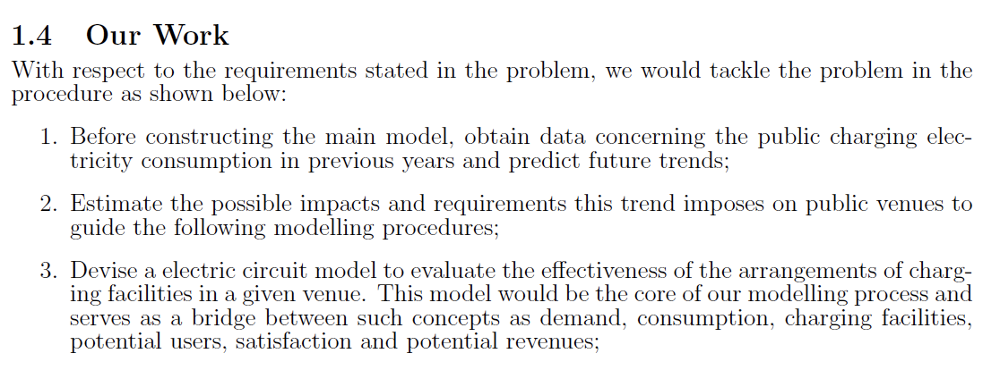 1.4 Our Work
With respect to the requirements stated in the problem, we would tackle the problem in the
procedure as shown below:
1. Before constructing the main model, obtain data concerning the public charging elec-
tricity consumption in previous years and predict future trends;
2. Estimate the possible impacts and requirements this trend imposes on public venues to
guide the following modelling procedures;
3. Devise a electric circuit model to evaluate the effectiveness of the arrangements of charg-
ing facilities in a given venue. This model would be the core of our modelling process and
serves as a bridge between such concepts as demand, consumption, charging facilities,
potential users, satisfaction and potential revenues;